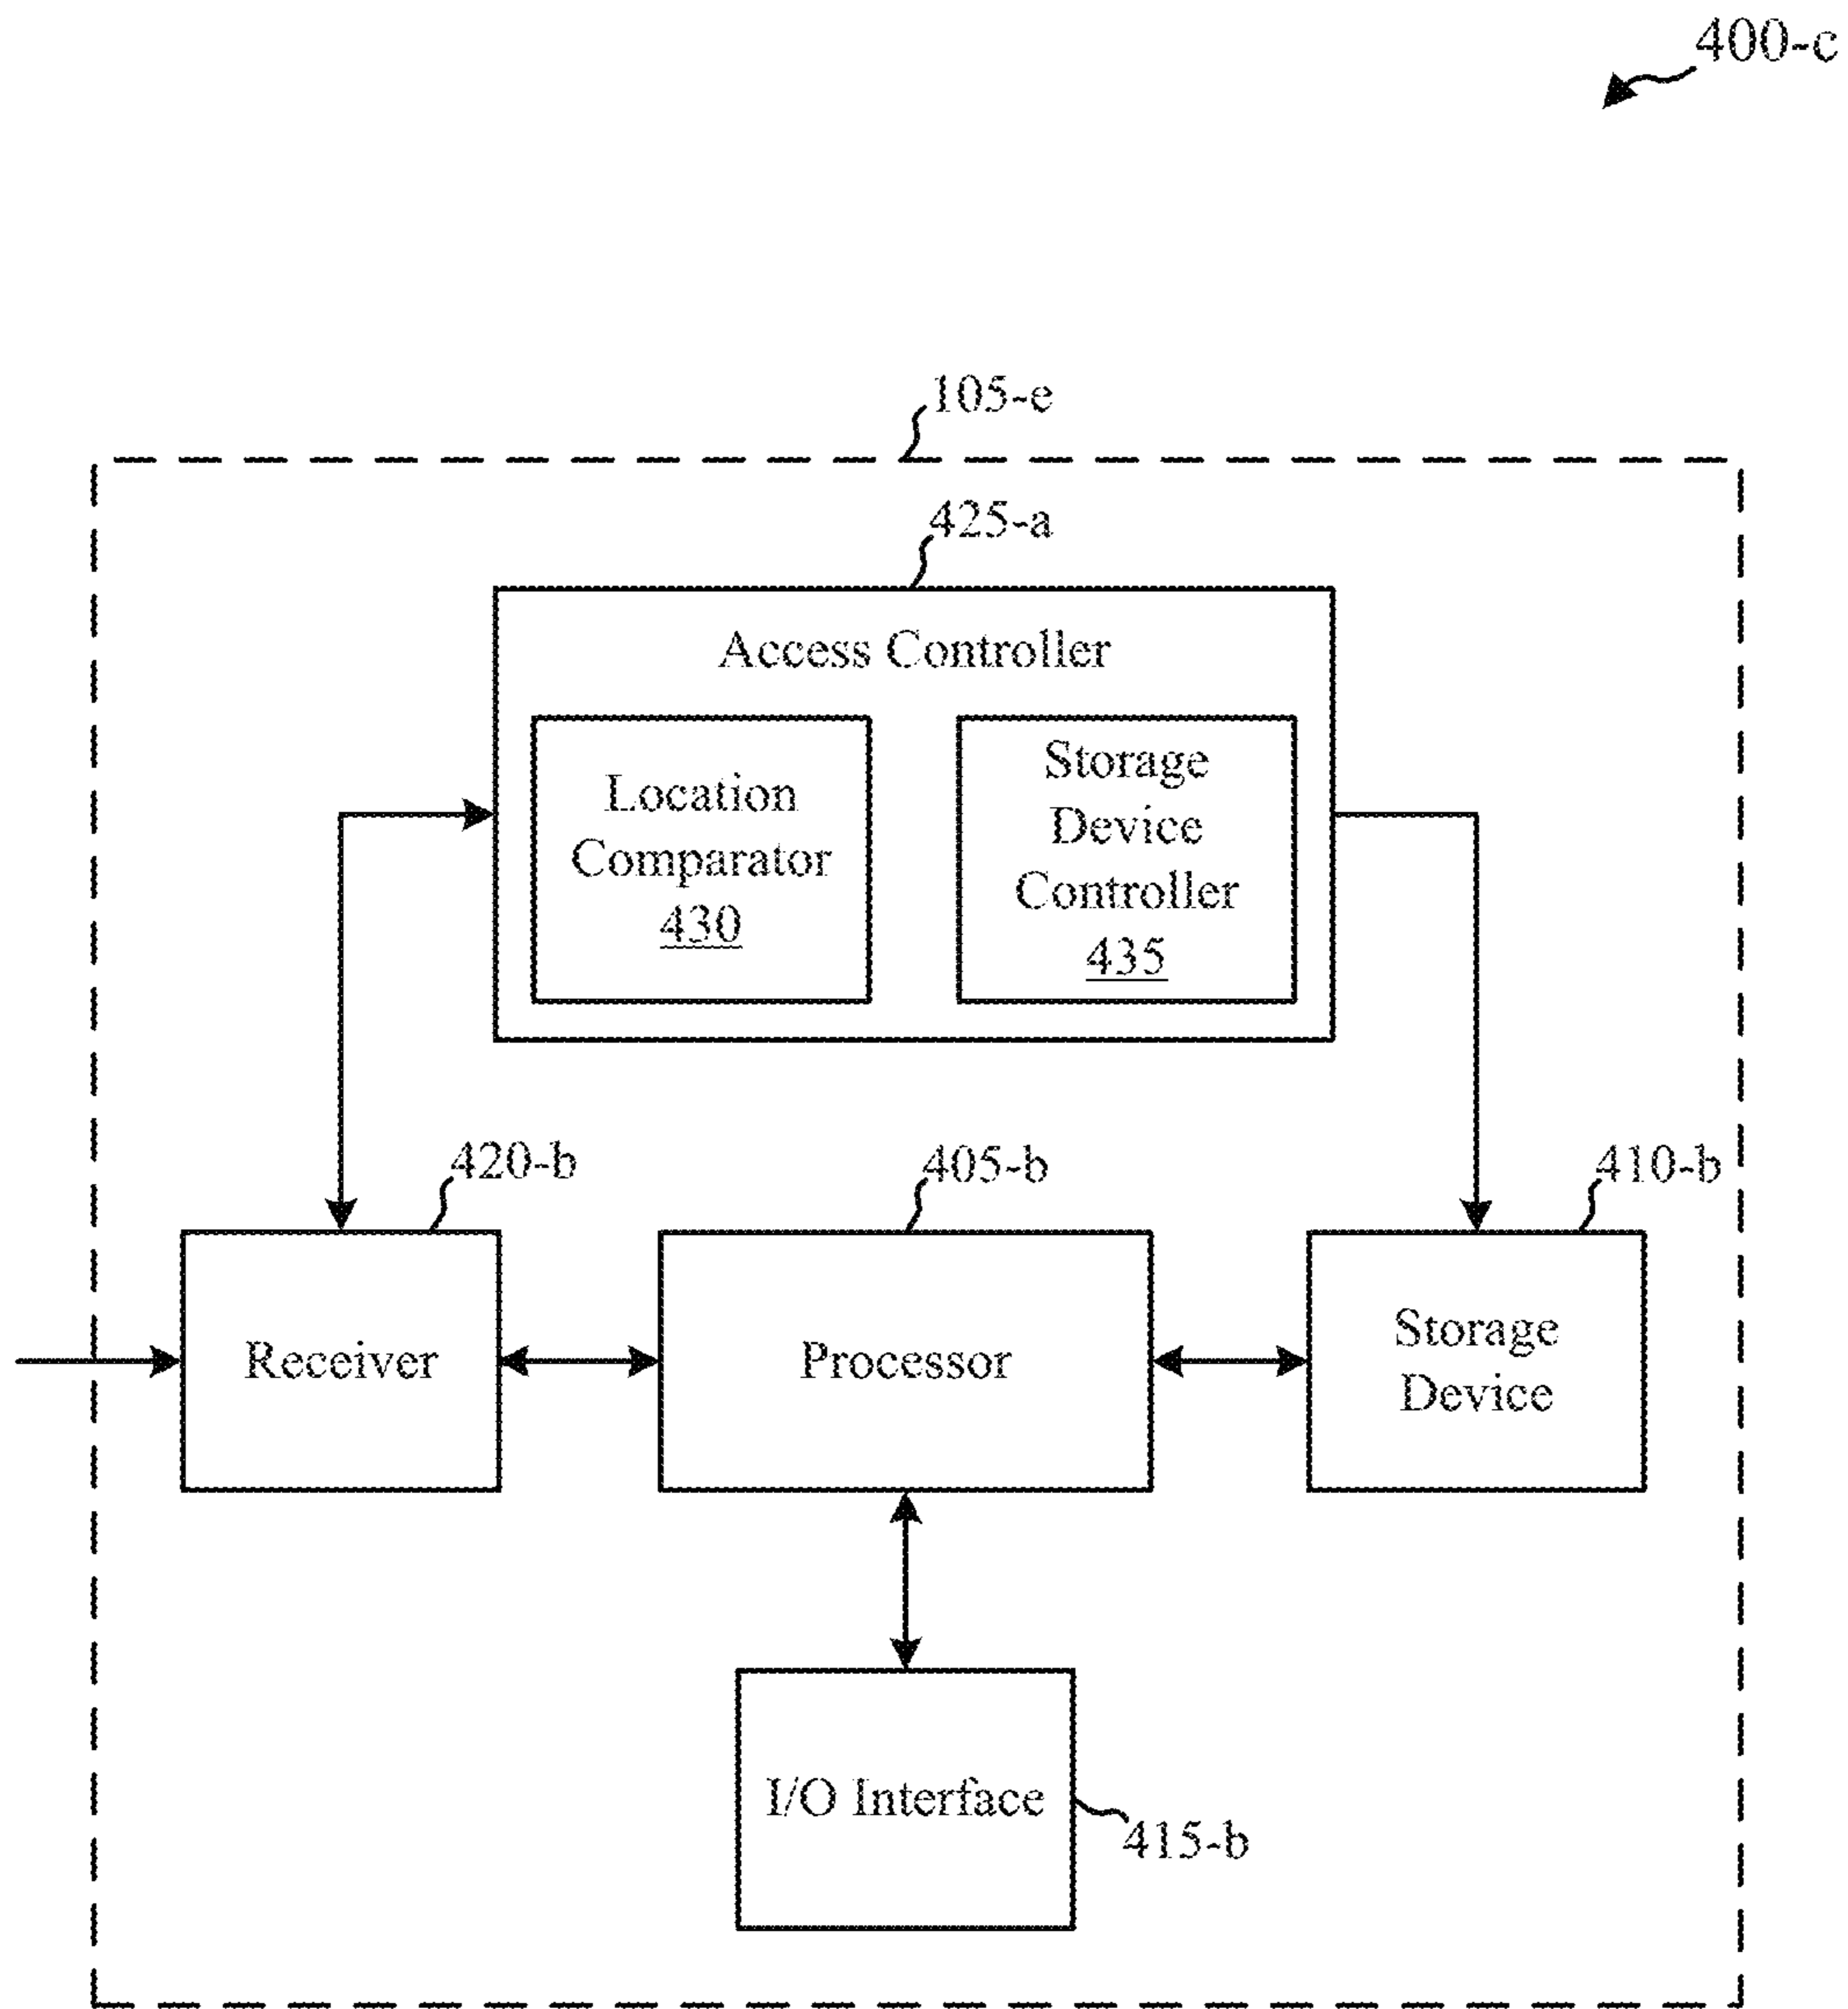 400-c
105-e
425-a
Access Controller
Location
Comparator
430
Storage
Device
Controller
435
420-b
405-b
410-b
Receiver
Processor
Storage
Device
I/O Interface
415-b